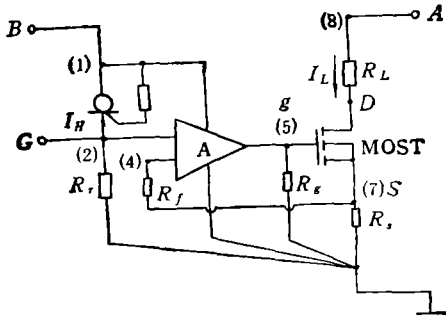 B
(8)
A
(1)
I_L
R_L
D
g
I_H
G
(2)
(4)
A
(5)
MOST
R_r
R_f
R_g
(7)S
R_s